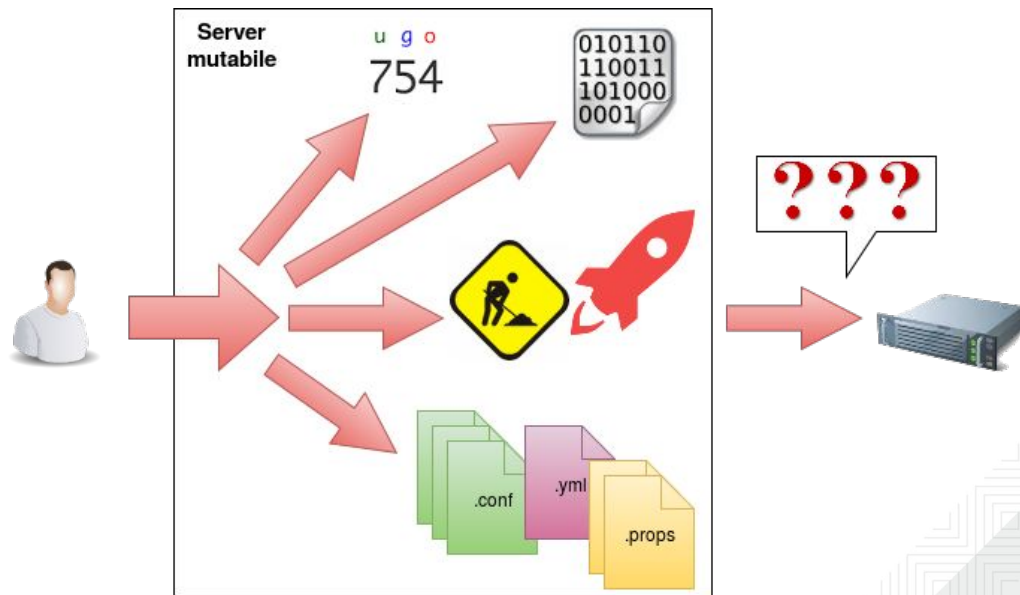 Server
mutabile
u g o
754
010110
110011
101000
0001
? ? ?
.conf
.yml
.props